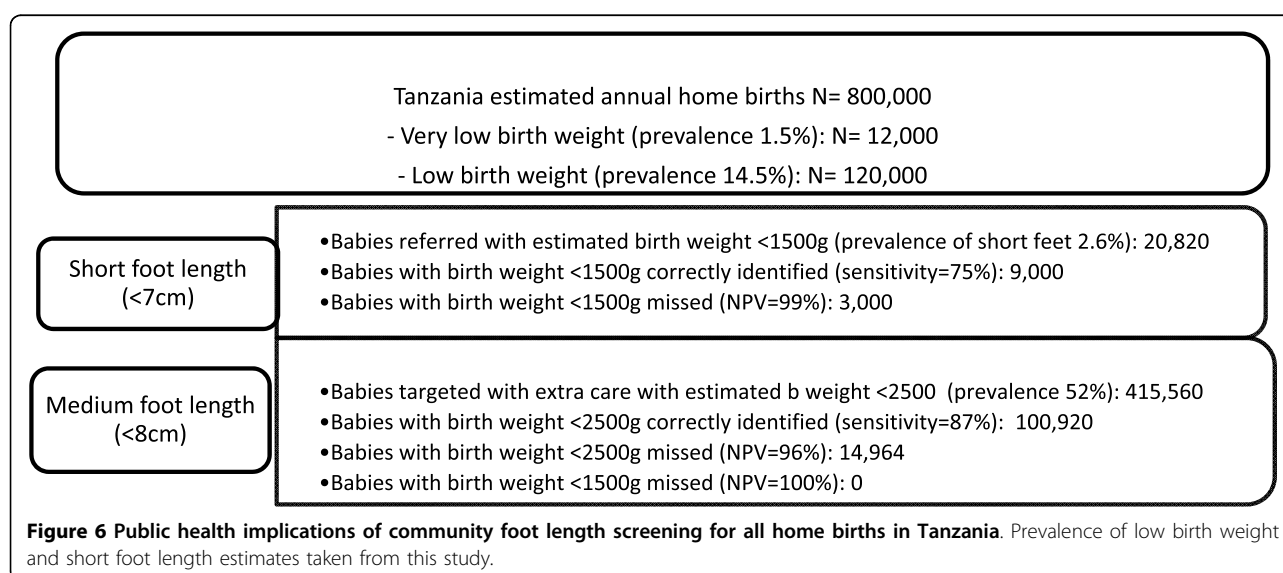 Tanzania estimated annual home births N= 800,000
- Very low birth weight (prevalence 1.5%): N= 12,000
- Low birth weight (prevalence 14.5%): N= 120,000
Short foot length
(<7cm)
•Babies referred with estimated birth weight <1500g (prevalence of short feet 2.6%): 20,820
•Babies with birth weight <1500g correctly identified (sensitivity=75%): 9,000
•Babies with birth weight <1500g missed (NPV=99%): 3,000
Medium foot length
(<8cm)
•Babies targeted with extra care with estimated b weight <2500 (prevalence 52%): 415,560
•Babies with birth weight <2500g correctly identified (sensitivity=87%): 100,920
•Babies with birth weight <2500g missed (NPV=96%): 14,964
•Babies with birth weight <1500g missed (NPV=100%): 0
Figure 6 Public health implications of community foot length screening for all home births in Tanzania. Prevalence of low birth weight
and short foot length estimates taken from this study.